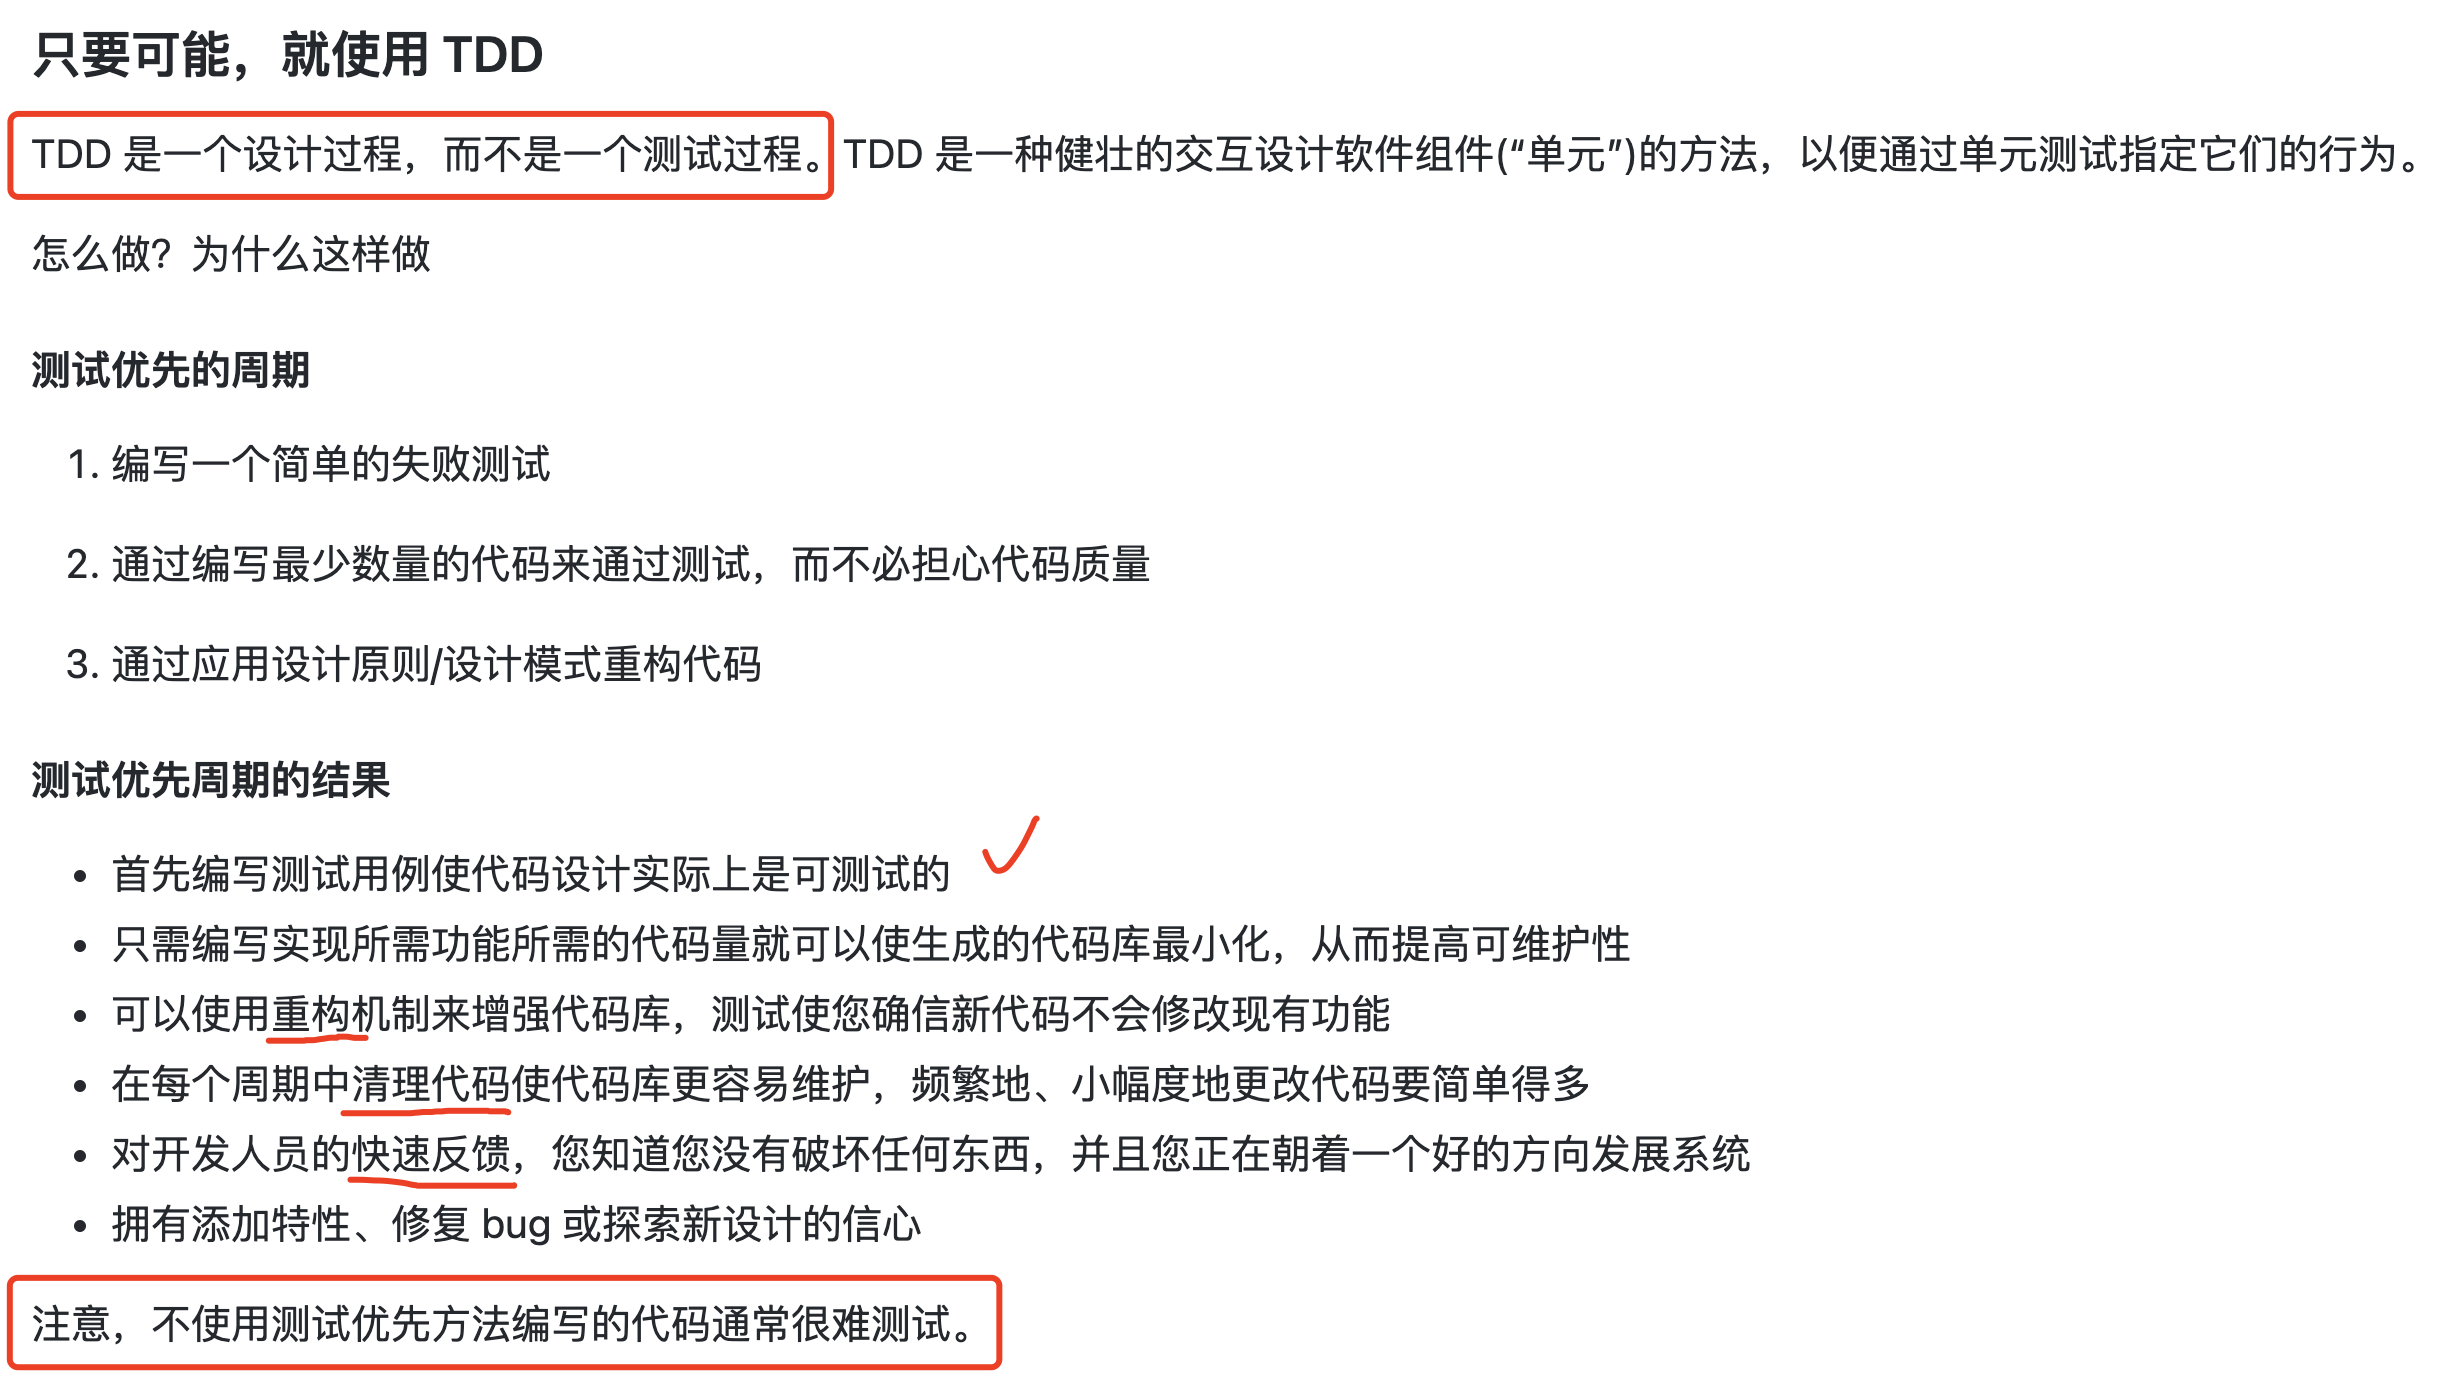 只要可能，就使用 TDD
TDD 是一个设计过程，而不是一个测试过程。TDD 是一种健壮的交互设计软件组件(“单元”)的方法，以便通过单元测试指定它们的行为。
怎么做？为什么这样做
测试优先的周期
1. 编写一个简单的失败测试
2. 通过编写最少数量的代码来通过测试，而不必担心代码质量
3. 通过应用设计原则/设计模式重构代码
测试优先周期的结果
• 首先编写测试用例使代码设计实际上是可测试的
• 只需编写实现所需功能所需的代码量就可以使生成的代码库最小化，从而提高可维护性
• 可以使用重构机制来增强代码库，测试使您确信新代码不会修改现有功能
• 在每个周期中清理代码使代码库更容易维护，频繁地、小幅度地更改代码要简单得多
• 对开发人员的快速反馈，您知道您没有破坏任何东西，并且您正在朝着一个好的方向发展系统
• 拥有添加特性、修复 bug 或探索新设计的信心
注意，不使用测试优先方法编写的代码通常很难测试。